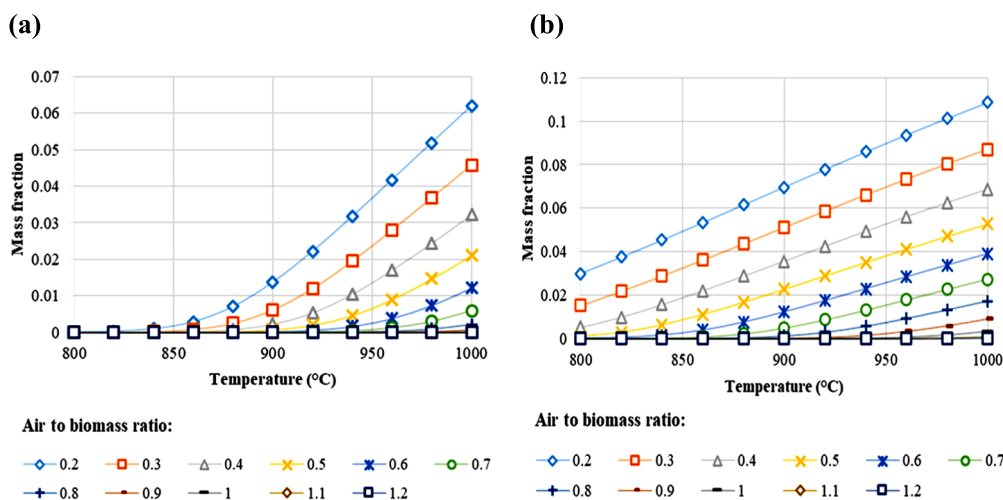 (a)
(b)
0.07
0.06
0.05
0.04
0.03
0.02
0.01
0
Mass fraction
800 850 900 950 1000
Temperature (°C)
Air to biomass ratio:
0.2 0.3 0.4 0.5 0.6 0.7
0.8 0.9 1 1.1 1.2
0.12
0.1
0.08
0.06
0.04
0.02
0
Mass fraction
800 850 900 950 1000
Temperature (°C)
Air to biomass ratio:
0.2 0.3 0.4 0.5 0.6 0.7
0.8 0.9 1 1.1 1.2